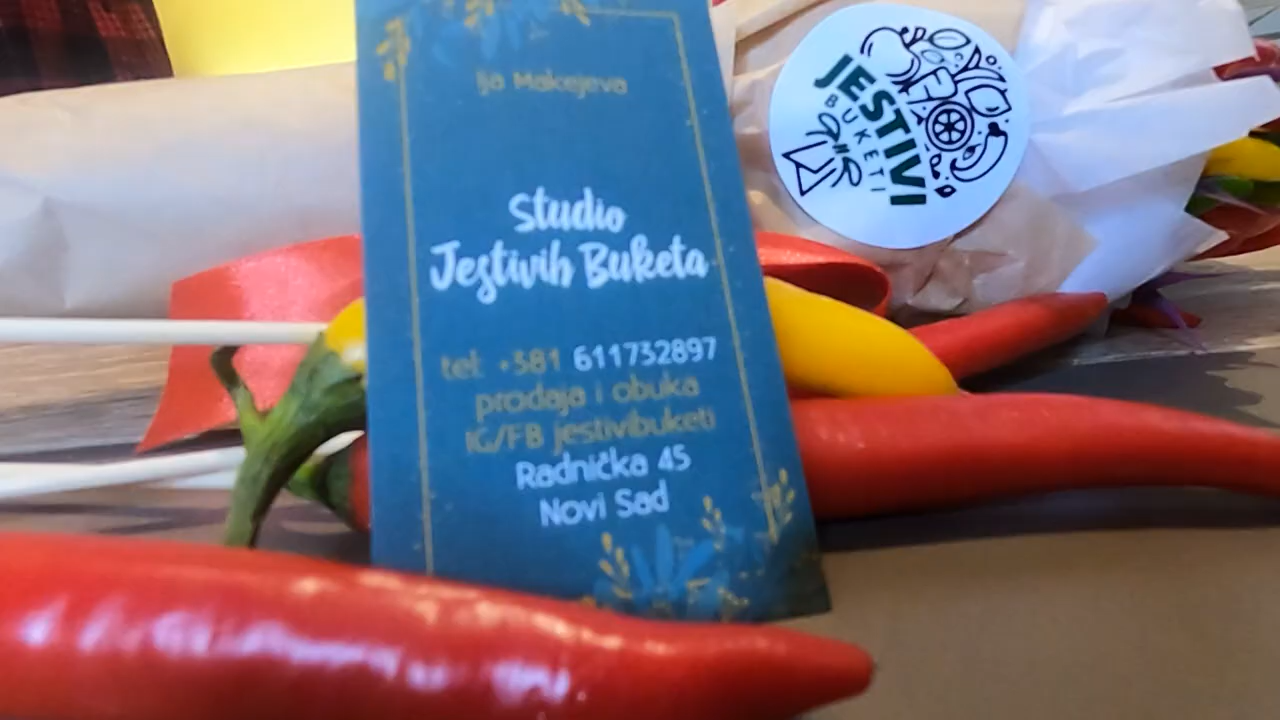 Ija Makejeva
Studio
Jestivih Buketa
tel: +381 611732897
prodaja i obuka
IG/FB jestivibuketi
Radnička 45
Novi Sad
JESTIVI
BUKETI